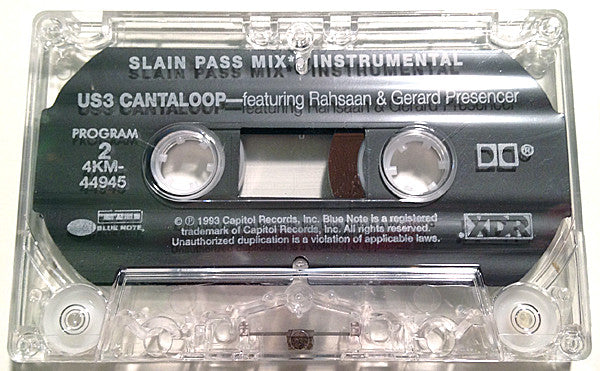 SLAIN PASS MIX* INSTRUMENTAL
US3 CANTALOOP—featuring Rahsaan & Gerard Presencer
PROGRAM
2
4KM-
44945
BLUE NOTE
© ℗ 1993 Capitol Records, Inc. Blue Note is a registered
trademark of Capitol Records, Inc. All rights reserved.
Unauthorized duplication is a violation of applicable laws.
XDR